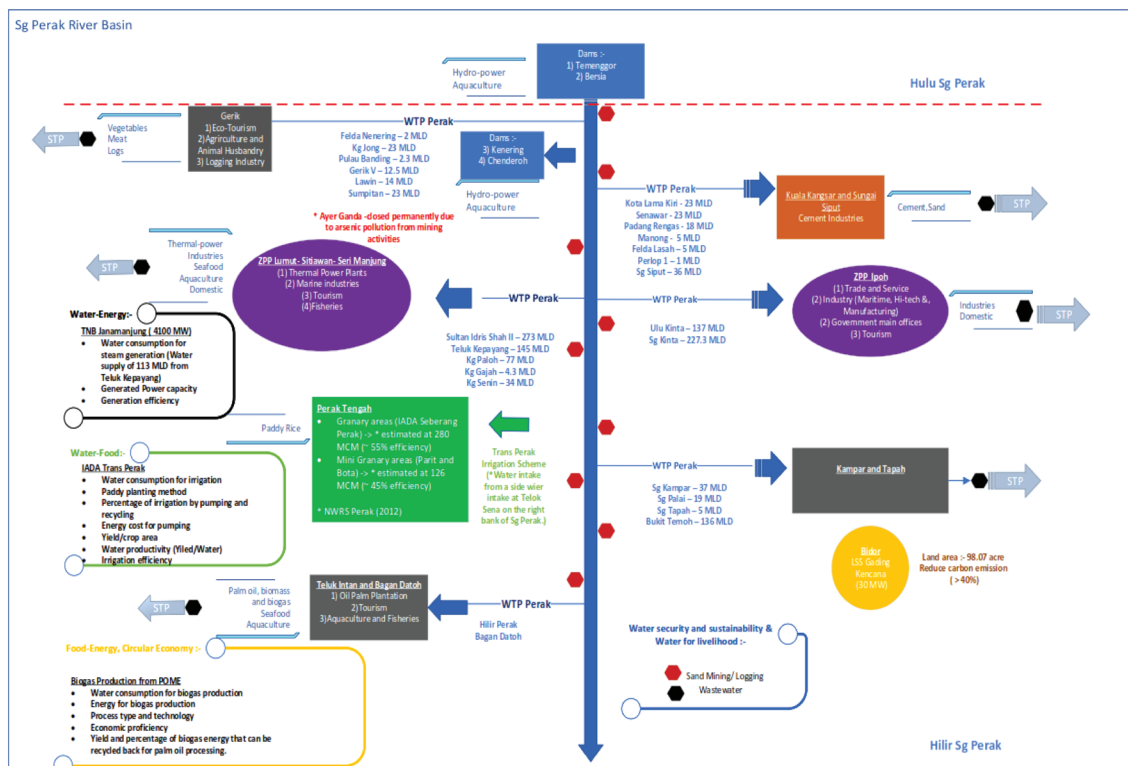 Sg Perak River Basin
Dams :-
1) Temenggor
2) Bersia
Hydro-power
Aquaculture
Hulu Sg Perak
Gerik
1)Eco-Tourism
2)Agrirculture and
Animal Husbandry
3) Logging Industry
Vegetables
Meat
Logs
STP
WTP Perak
Felda Nenering – 2 MLD
Kg Jong – 23 MLD
Pulau Banding – 2.3 MLD
Gerik V – 12.5 MLD
Lawin – 14 MLD
Sumpitan – 23 MLD
* Ayer Ganda -closed permanently due
to arsenic pollution from mining
activities
Dams :-
3) Kenering
4) Chenderoh
Hydro-power
Aquaculture
WTP Perak
Kota Lama Kiri - 23 MLD
Senawar - 23 MLD
Padang Rengas - 18 MLD
Manong - 5 MLD
Felda Lasah – 5 MLD
Perlop 1 – 1 MLD
Sg Siput – 36 MLD
Kuala Kangsar and Sungai
Siput
Cement Industries
Cement,Sand
STP
Thermal-power
Industries
Seafood
Aquaculture
Domestic
STP
ZPP Lumut- Sitiawan- Seri Manjung
(1) Thermal Power Plants
(2) Marine industries
(3) Tourism
(4)Fisheries
WTP Perak
Sultan Idris Shah II – 273 MLD
Teluk Kepayang – 145 MLD
Kg Paloh – 77 MLD
Kg Gajah – 4.3 MLD
Kg Senin – 34 MLD
WTP Perak
Ulu Kinta – 137 MLD
Sg Kinta – 227.3 MLD
ZPP Ipoh
(1) Trade and Service
(2) Industry (Maritime, Hi-tech &,
Manufacturing)
(2) Government main offices
(3) Tourism
Industries
Domestic
STP
Water-Energy:-
TNB Janamanjung ( 4100 MW)
• Water consumption for
steam generation (Water
supply of 113 MLD from
Teluk Kepayang)
• Generated Power capacity
• Generation efficiency
Perak Tengah
• Granary areas (IADA Seberang
Perak) -> * estimated at 280
MCM (~ 55% efficiency)
• Mini Granary areas (Parit and
Bota) -> * estimated at 126
MCM (~ 45% efficiency)
* NWRS Perak (2012)
Paddy Rice
Trans Perak
Irrigation Scheme
(*Water intake
from a side wier
intake at Telok
Sena on the right
bank of Sg Perak.)
Water-Food:-
IADA Trans Perak
• Water consumption for irrigation
• Paddy planting method
• Percentage of irrigation by pumping and
recycling
• Energy cost for pumping
• Yield/crop area
• Water productivity (Yiled/Water)
• Irrigation efficiency
WTP Perak
Sg Kampar – 37 MLD
Sg Palai – 19 MLD
Sg Tapah – 5 MLD
Bukit Temoh – 136 MLD
Kampar and Tapah
STP
Bidor
LSS Gading
Kencana
(30 MW)
Land area :- 98.07 acre
Reduce carbon emission
( >40%)
Teluk Intan and Bagan Datoh
1) Oil Palm Plantation
2)Tourism
3)Aquaculture and Fisheries
Palm oil, biomass
and biogas
Seafood
Aquaculture
STP
WTP Perak
Hilir Perak
Bagan Datoh
Food-Energy, Circular Economy :-
Biogas Production from POME
• Water consumption for biogas production
• Energy for biogas production
• Process type and technology
• Economic proficiency
• Yield and percentage of biogas energy that can be
recycled back for palm oil processing.
Water security and sustainability &
Water for livelihood :-
Sand Mining/ Logging
Wastewater
Hilir Sg Perak